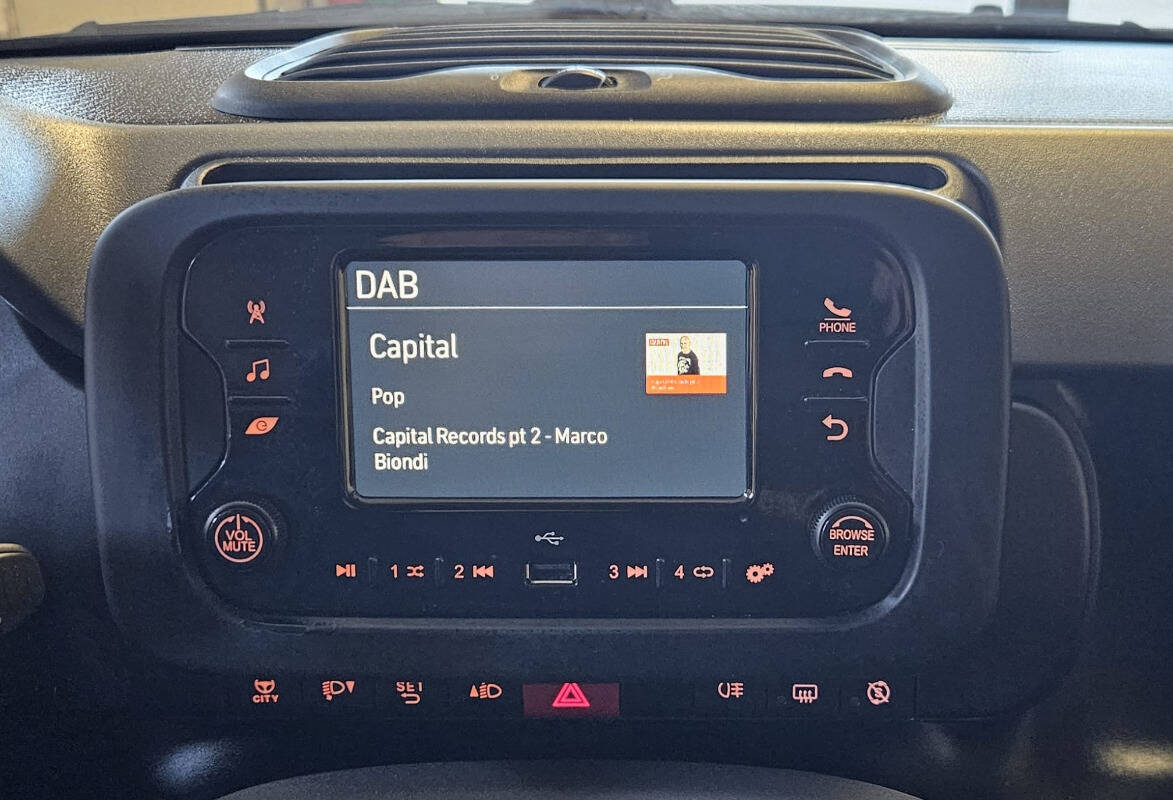 DAB
Capital
Pop
Capital Records pt 2 - Marco
Biondi
PHONE
VOL
MUTE
BROWSE
ENTER
1 2 3 4
CITY
SET